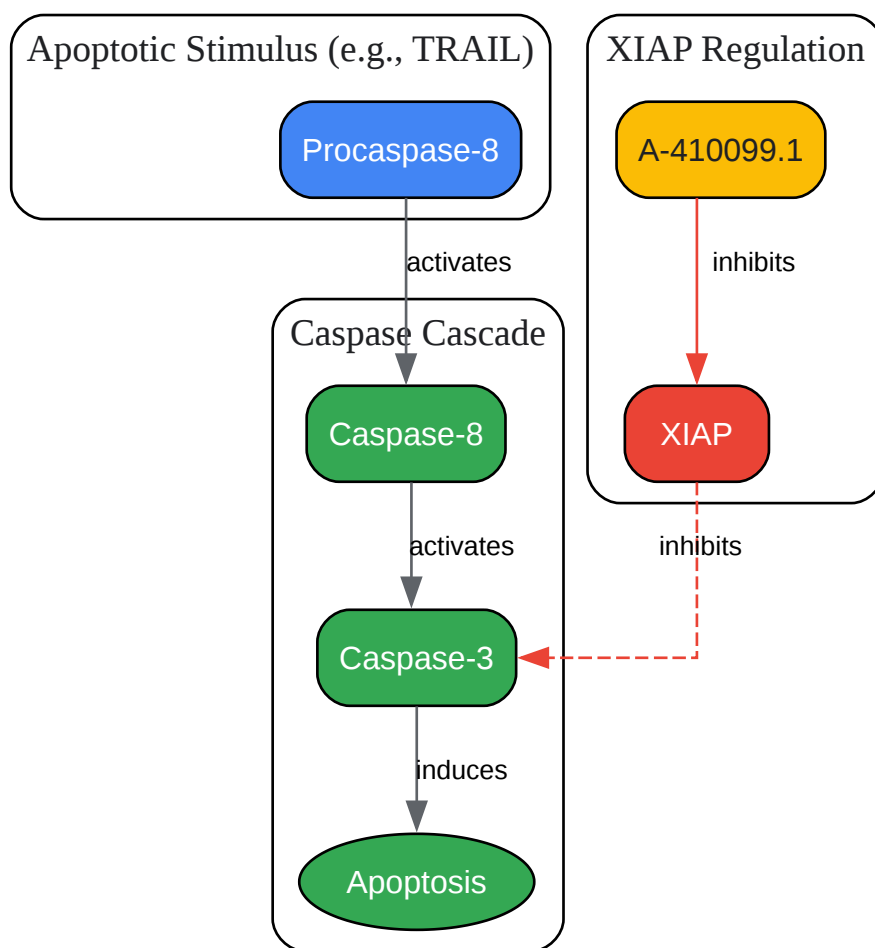 Apoptotic Stimulus (e.g., TRAIL)
Procaspase-8
activates
Caspase Cascade
Caspase-8
activates
Caspase-3
induces
Apoptosis
XIAP Regulation
A-410099.1
inhibits
XIAP
inhibits